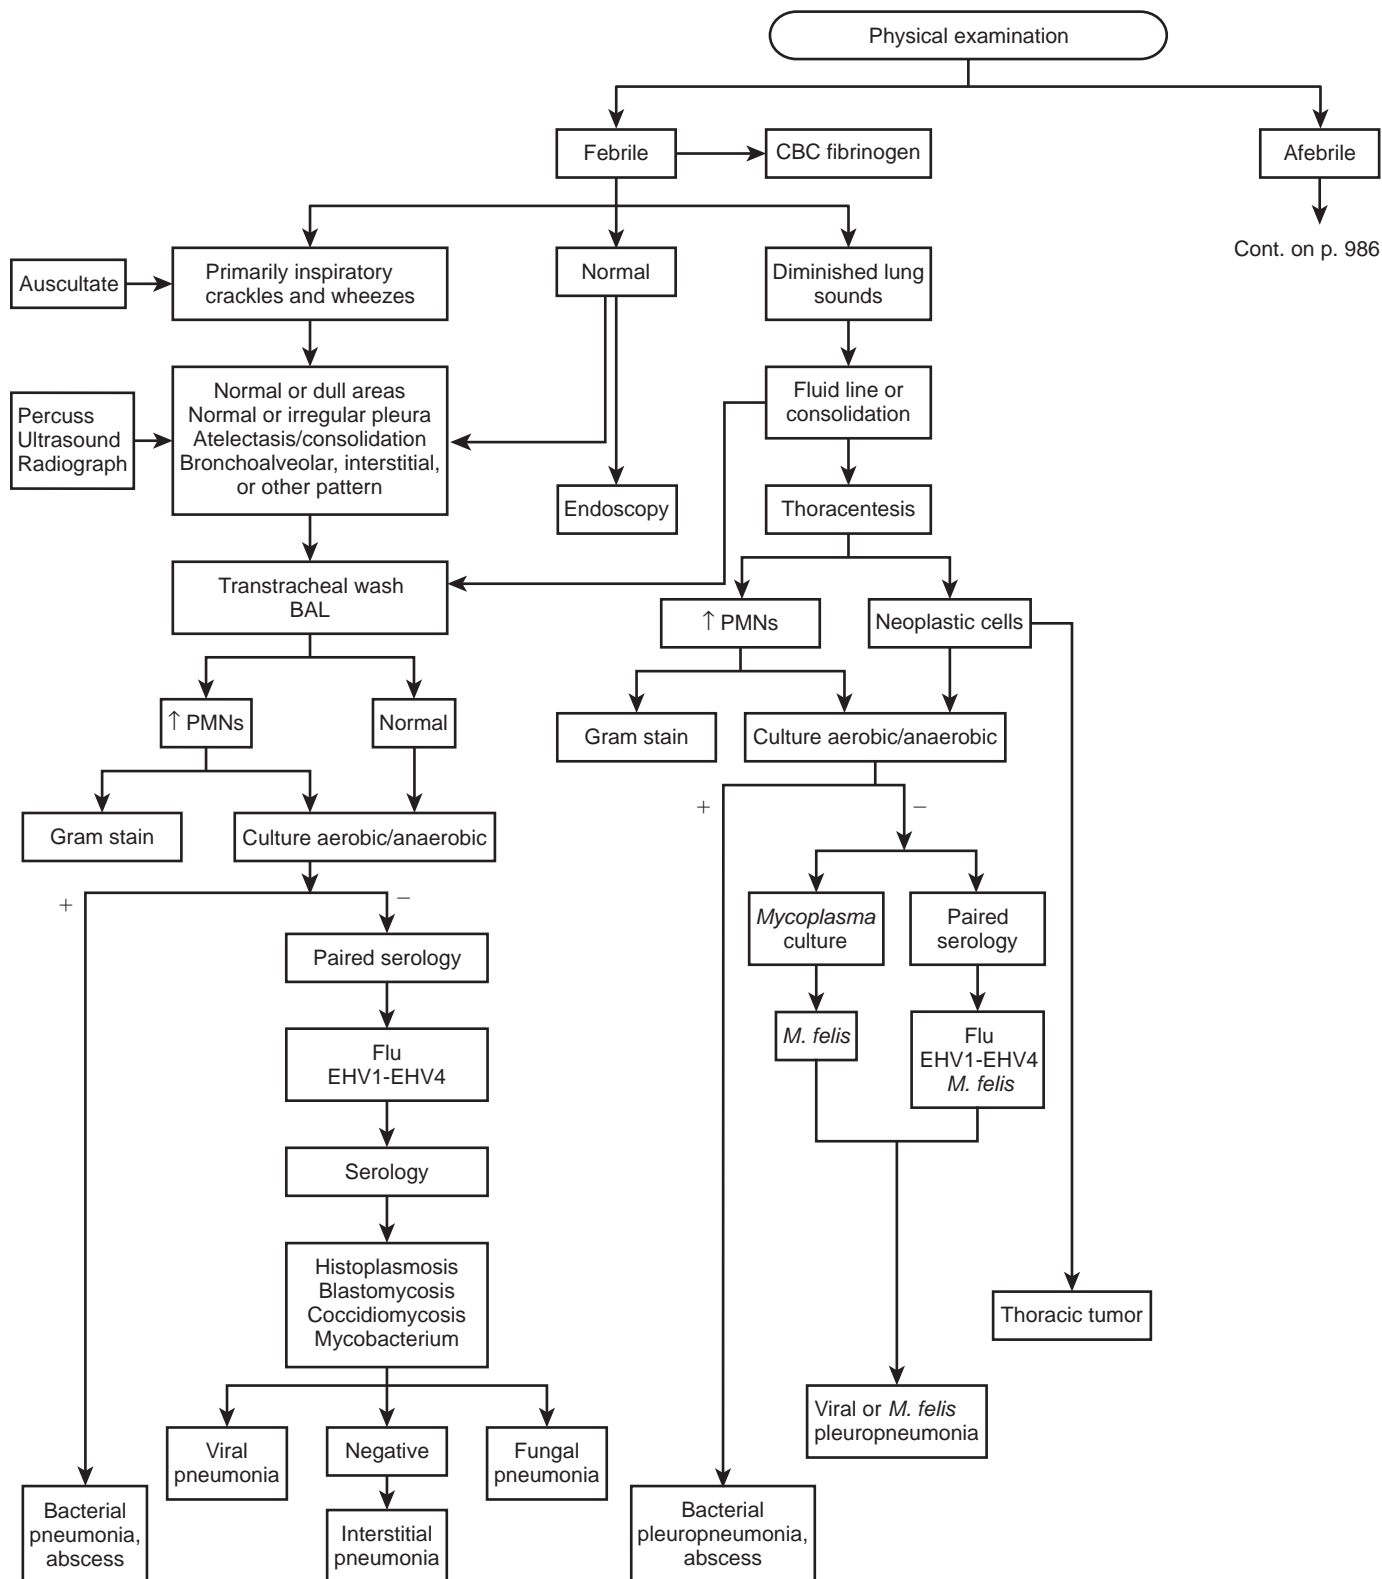 Physical examination
Febrile
CBC fibrinogen
Afebrile
Cont. on p. 986
Auscultate
Primarily inspiratory
crackles and wheezes
Normal
Diminished lung
sounds
Percuss
Ultrasound
Radiograph
Normal or dull areas
Normal or irregular pleura
Atelectasis/consolidation
Bronchoalveolar, interstitial,
or other pattern
Fluid line or
consolidation
Endoscopy
Thoracentesis
Transtracheal wash
BAL
↑ PMNs
Neoplastic cells
↑ PMNs
Normal
Gram stain
Culture aerobic/anaerobic
Gram stain
Culture aerobic/anaerobic
+
−
+
−
Mycoplasma
culture
Paired
serology
Paired serology
M. felis
Flu
EHV1-EHV4
M. felis
Flu
EHV1-EHV4
Serology
Histoplasmosis
Blastomycosis
Coccidiomycosis
Mycobacterium
Thoracic tumor
Viral or M. felis
pleuropneumonia
Viral
pneumonia
Negative
Fungal
pneumonia
Bacterial
pneumonia,
abscess
Interstitial
pneumonia
Bacterial
pleuropneumonia,
abscess